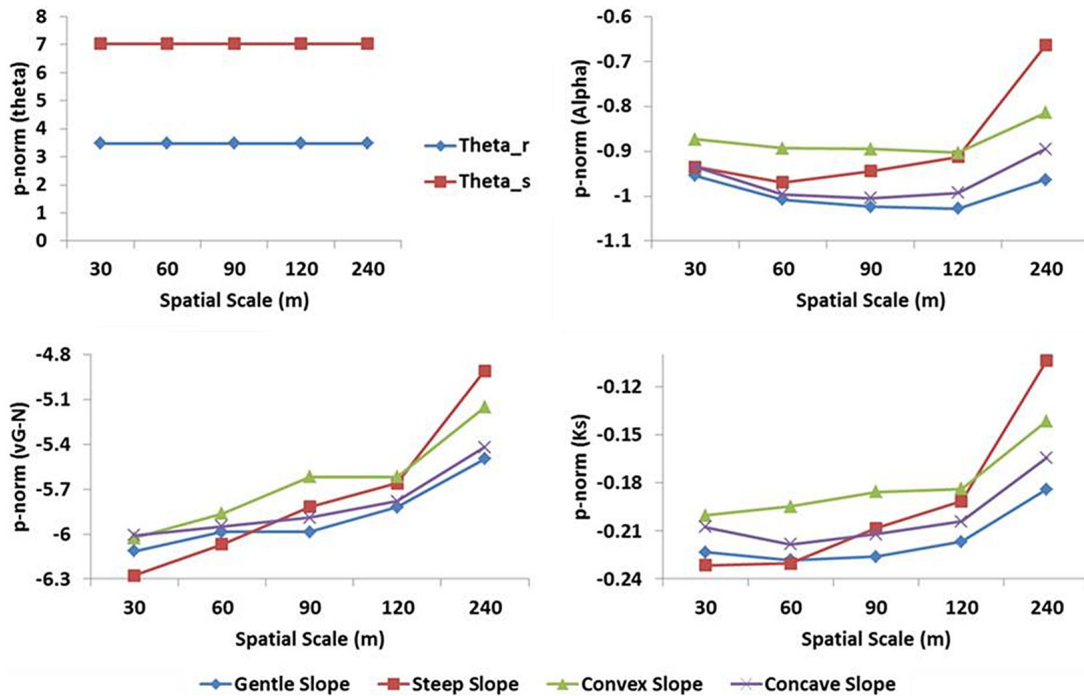 p-norm (theta)
8
7
6
5
4
3
2
1
0
30 60 90 120 240
Spatial Scale (m)
Theta_r
Theta_s
p-norm (Alpha)
-0.6
-0.7
-0.8
-0.9
-1
-1.1
30 60 90 120 240
Spatial Scale (m)
p-norm (vG-N)
-4.8
-5.1
-5.4
-5.7
-6
-6.3
30 60 90 120 240
Spatial Scale (m)
p-norm (Ks)
-0.12
-0.15
-0.18
-0.21
-0.24
30 60 90 120 240
Spatial Scale (m)
Gentle Slope Steep Slope Convex Slope Concave Slope